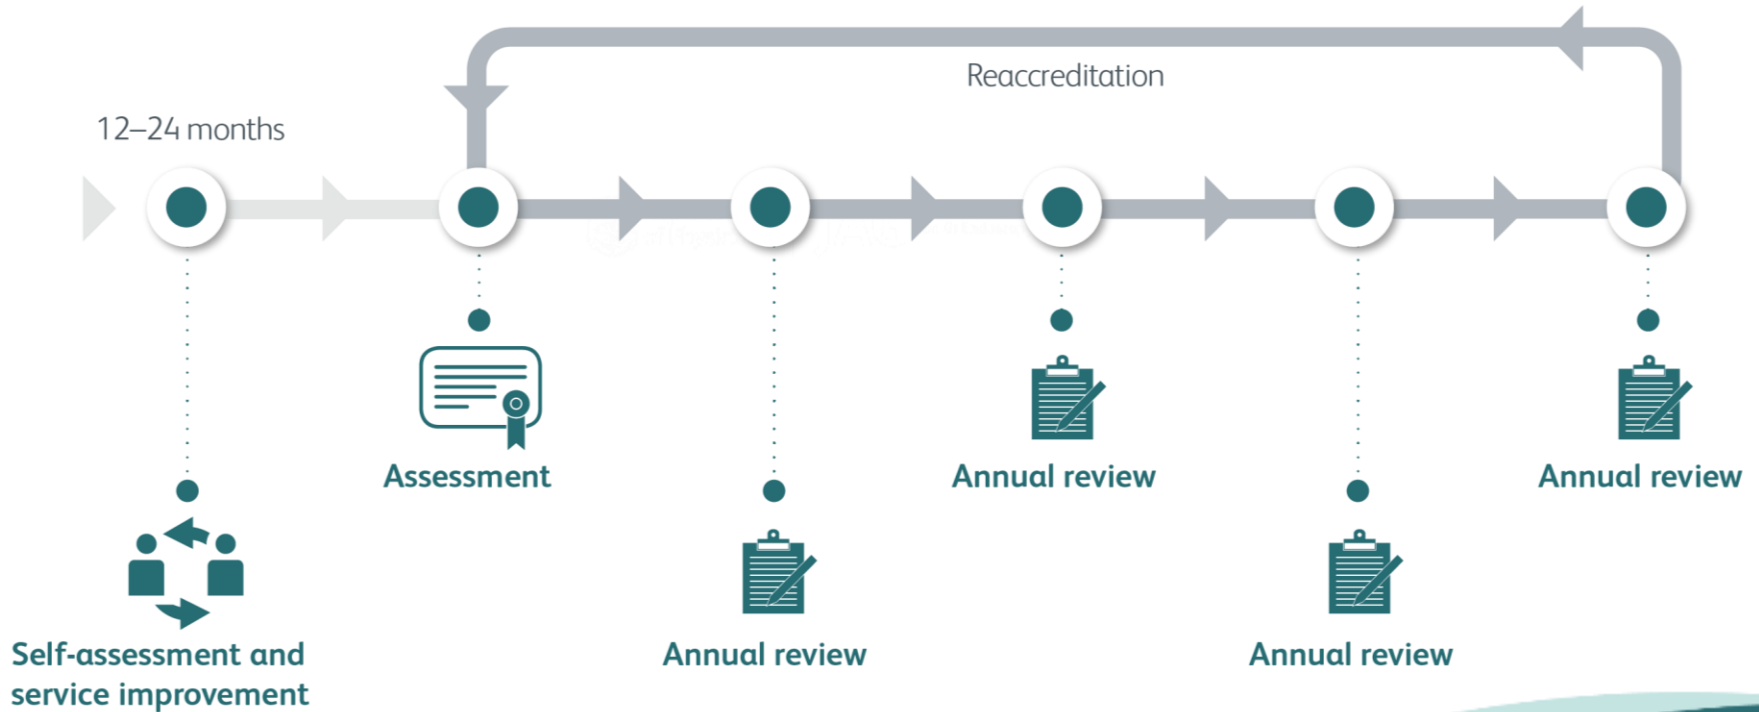 Reaccreditation
12–24 months
Assessment
Annual review
Annual review
Self-assessment and
service improvement
Annual review
Annual review